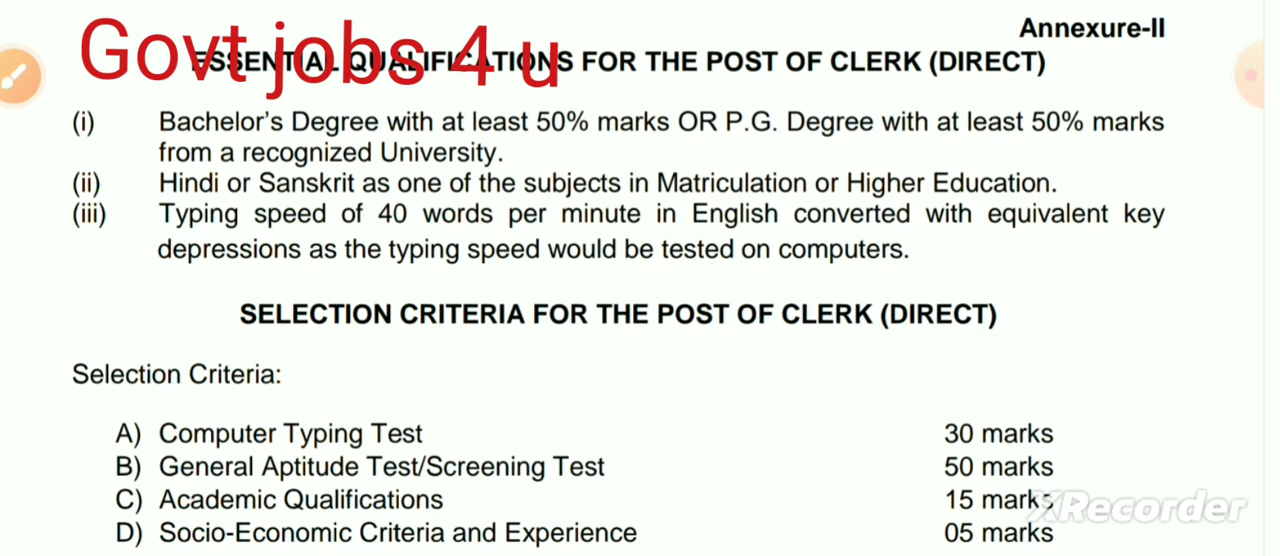 Annexure-II
Govt jobs 4 u
ESSENTIAL QUALIFICATIONS FOR THE POST OF CLERK (DIRECT)
(i) Bachelor's Degree with at least 50% marks OR P.G. Degree with at least 50% marks
from a recognized University.
(ii) Hindi or Sanskrit as one of the subjects in Matriculation or Higher Education.
(iii) Typing speed of 40 words per minute in English converted with equivalent key
depressions as the typing speed would be tested on computers.
SELECTION CRITERIA FOR THE POST OF CLERK (DIRECT)
Selection Criteria:
A) Computer Typing Test 30 marks
B) General Aptitude Test/Screening Test 50 marks
C) Academic Qualifications 15 marks
XRecorder
D) Socio-Economic Criteria and Experience 05 marks